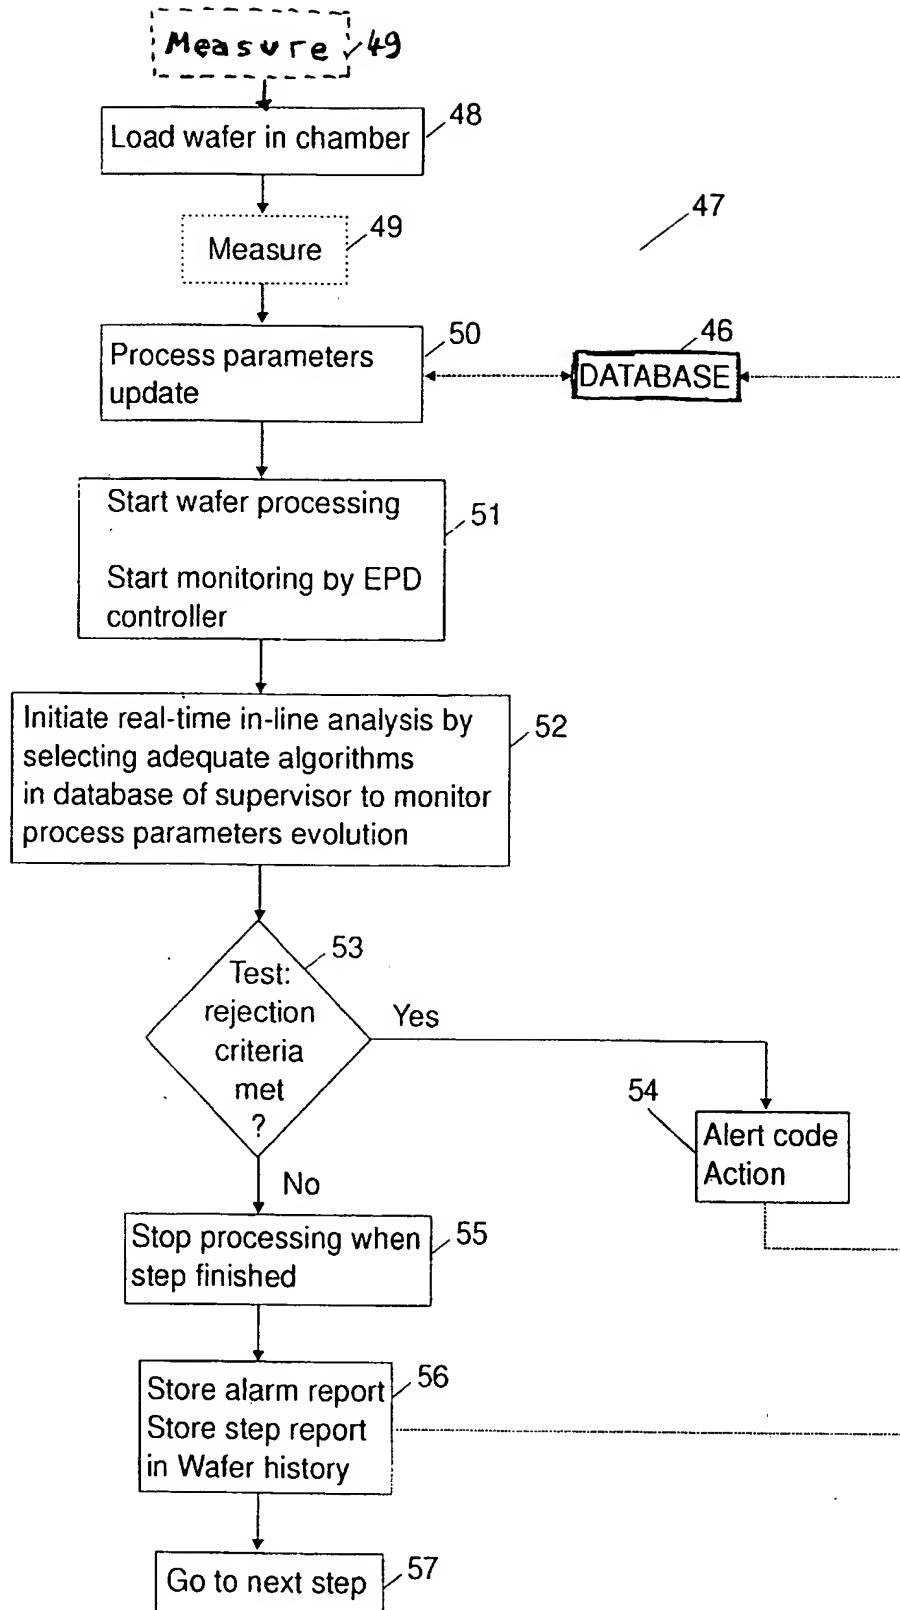 Measure 49
Load wafer in chamber 48
Measure 49
47
Process parameters
update
50
46
DATABASE
Start wafer processing
Start monitoring by EPD
controller
51
Initiate real-time in-line analysis by
selecting adequate algorithms
in database of supervisor to monitor
process parameters evolution
52
Test:
rejection
criteria
met
?
53
Yes
54
Alert code
Action
No
Stop processing when
step finished
55
Store alarm report
Store step report
in Wafer history
56
Go to next step 57